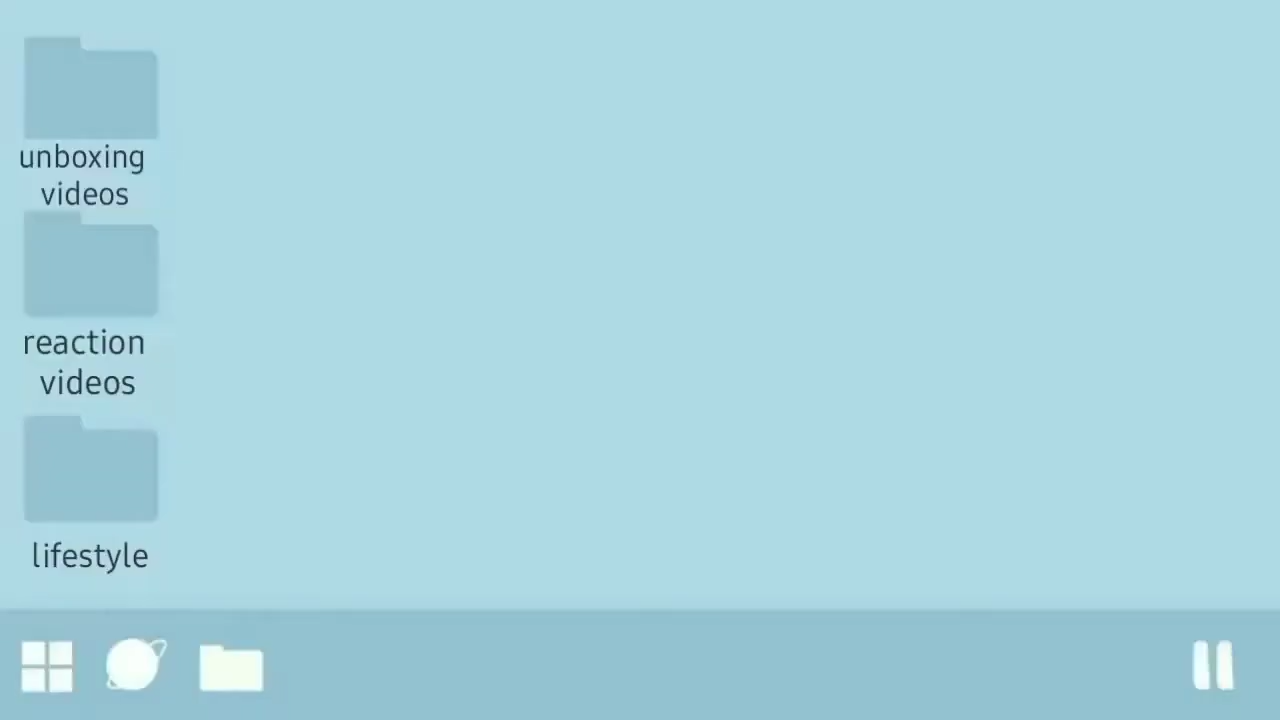 unboxing
videos
reaction
videos
lifestyle